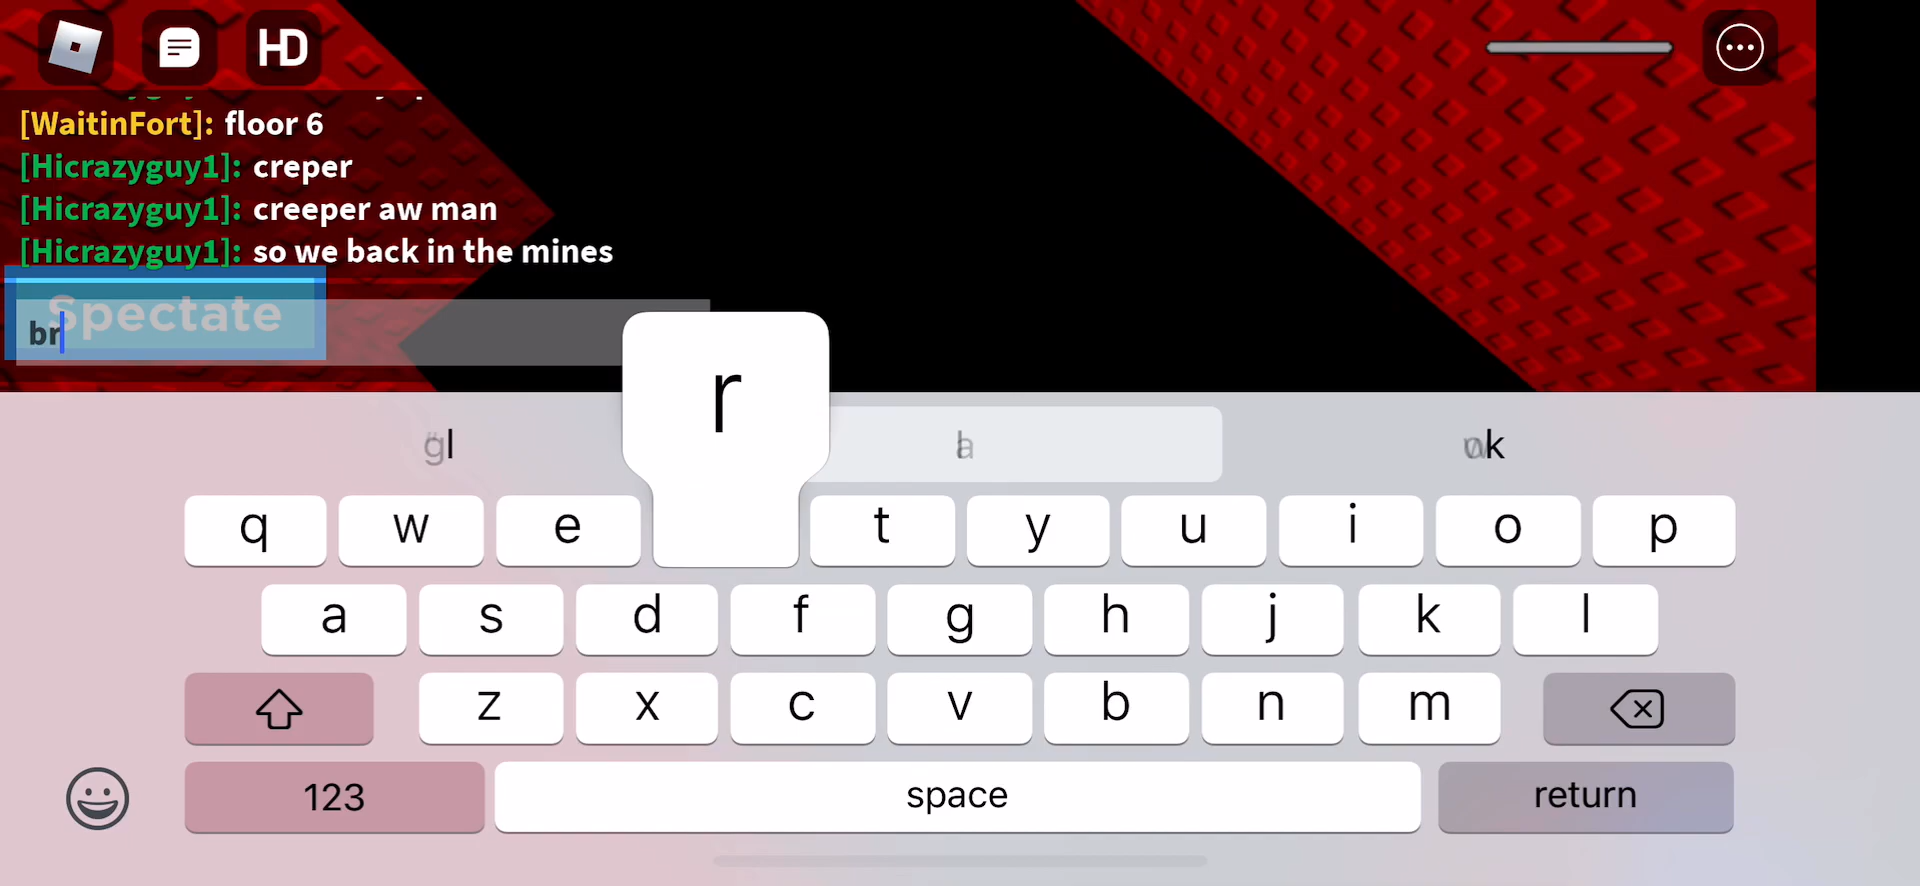 HD
[WaitinFort]: floor 6
[Hicrazyguy1]: creper
[Hicrazyguy1]: creeper aw man
[Hicrazyguy1]: so we back in the mines
Spectate
br
r
q w e t y u i o p
a s d f g h j k l
z x c v b n m
123 space return